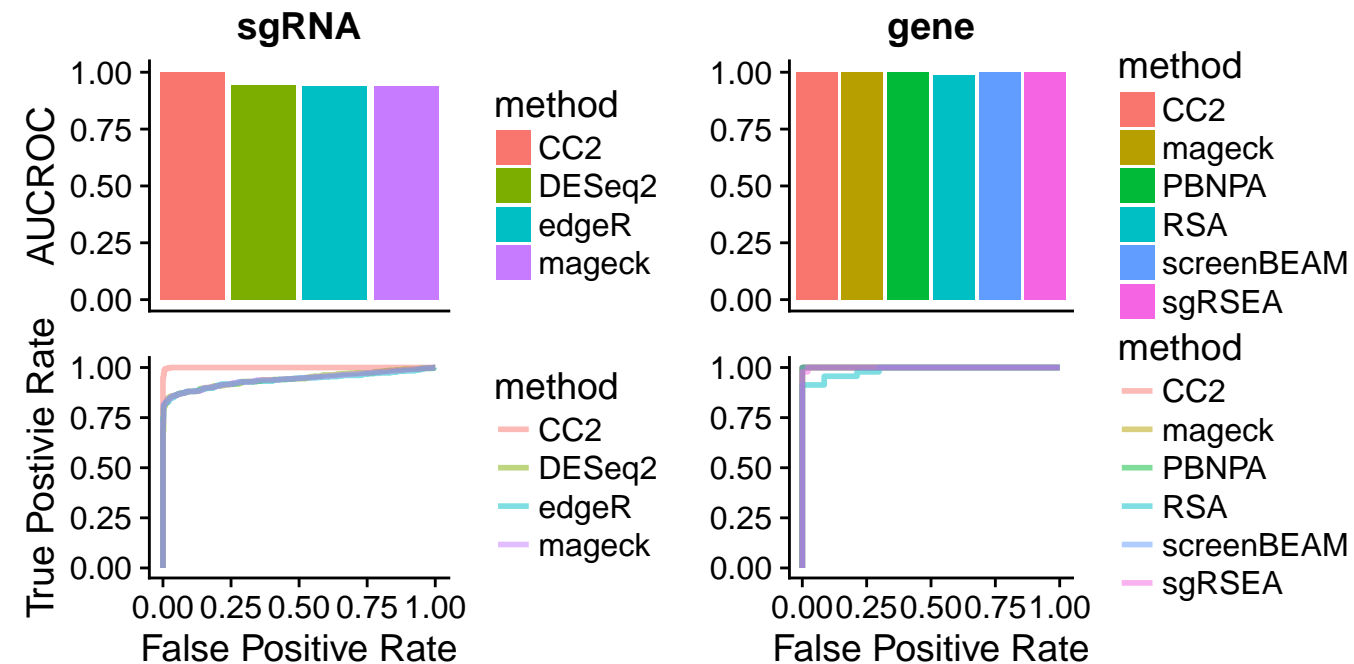 sgRNA
AUCROC
1.00
0.75
0.50
0.25
0.00
method
CC2
DESeq2
edgeR
mageck
gene
1.00
0.75
0.50
0.25
0.00
method
CC2
mageck
PBNPA
RSA
screenBEAM
sgRSEA
True Postivie Rate
1.00
0.75
0.50
0.25
0.00
0.00 0.25 0.50 0.75 1.00
False Positive Rate
method
CC2
DESeq2
edgeR
mageck
1.00
0.75
0.50
0.25
0.00
0.00 0.25 0.50 0.75 1.00
False Positive Rate
method
CC2
mageck
PBNPA
RSA
screenBEAM
sgRSEA